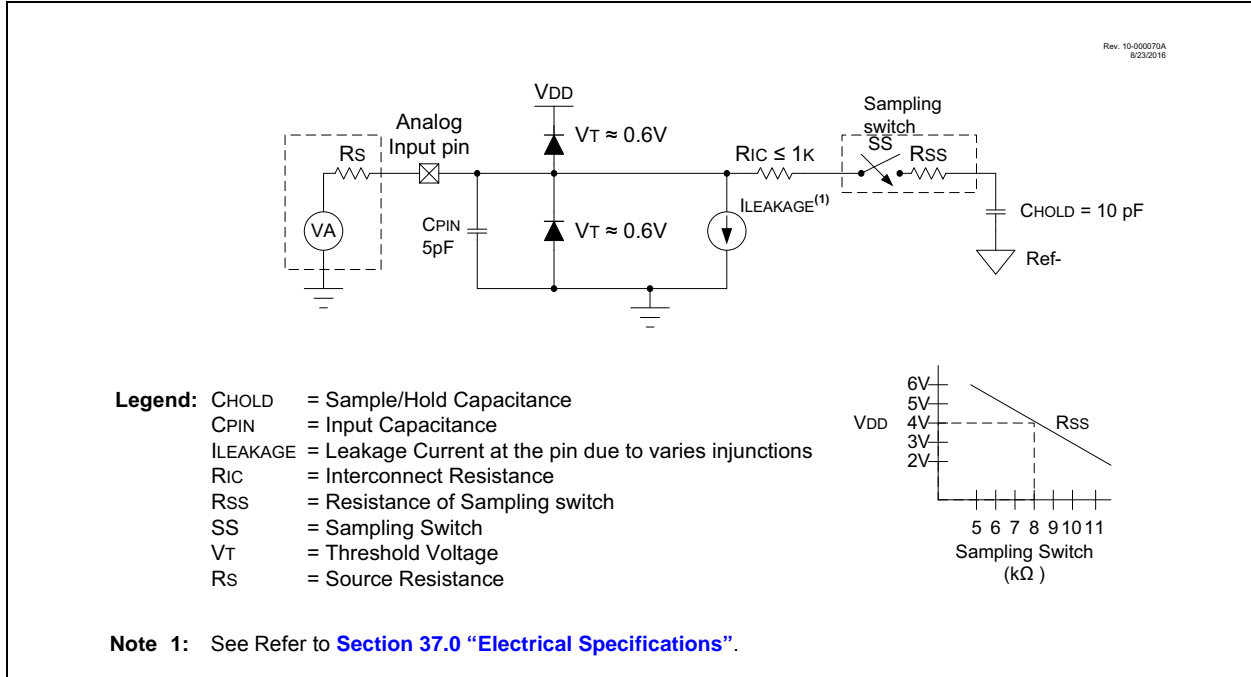 Rev. 10-000070A
8/23/2016
VDD
Sampling
switch
Analog
Input pin
VT ≈ 0.6V
SS
RSS
RS
RIC ≤ 1K
ILEAKAGE(1)
VA
CPIN
5pF
VT ≈ 0.6V
CHOLD = 10 pF
Ref-
Legend: CHOLD = Sample/Hold Capacitance
CPIN = Input Capacitance
ILEAKAGE = Leakage Current at the pin due to varies injunctions
RIC = Interconnect Resistance
RSS = Resistance of Sampling switch
SS = Sampling Switch
VT = Threshold Voltage
RS = Source Resistance
6V
5V
VDD 4V RSS
3V
2V
5 6 7 8 9 10 11
Sampling Switch
(kΩ )
Note 1: See Refer to Section 37.0 “Electrical Specifications”.